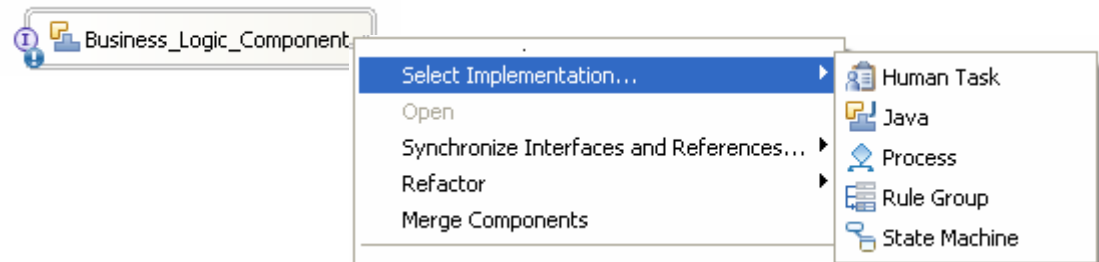 Business_Logic_Component
Select Implementation...
Open
Synchronize Interfaces and References...
Refactor
Merge Components
Human Task
Java
Process
Rule Group
State Machine